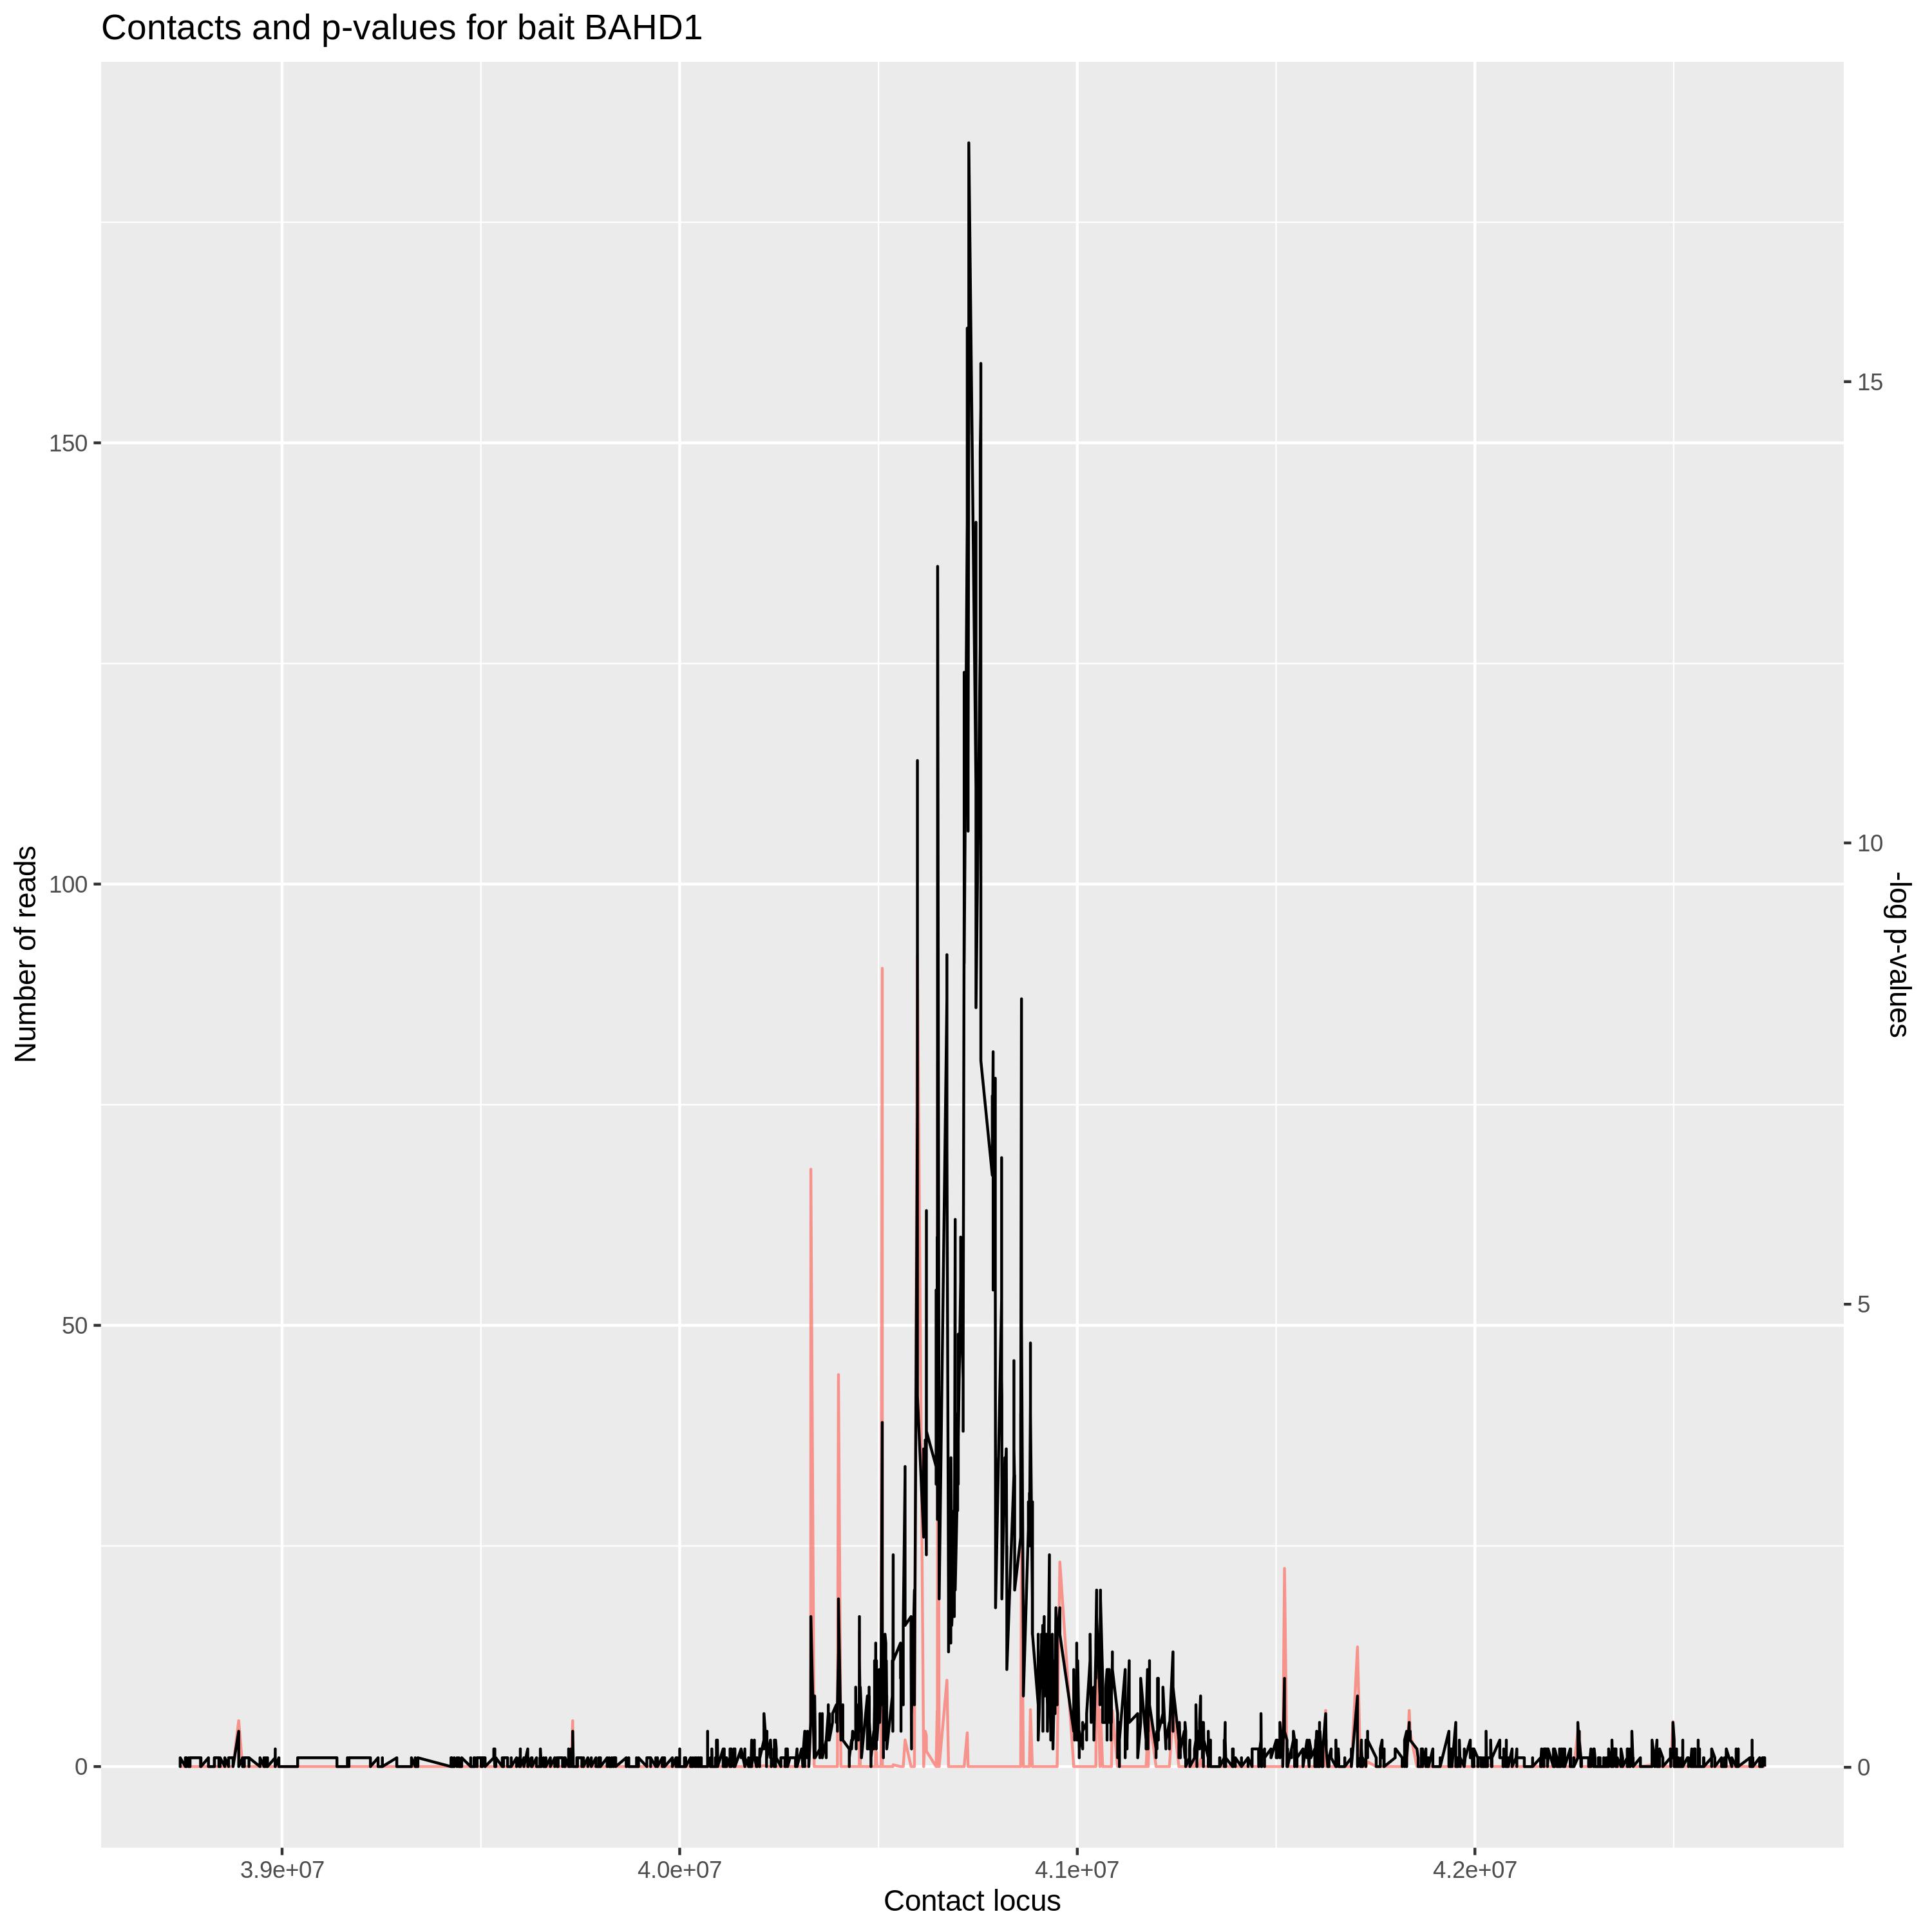 Contacts and p-values for bait BAHD1
Number of reads
150
100
50
0
15
10
5
0
-log p-values
3.9e+07
4.0e+07
4.1e+07
4.2e+07
Contact locus